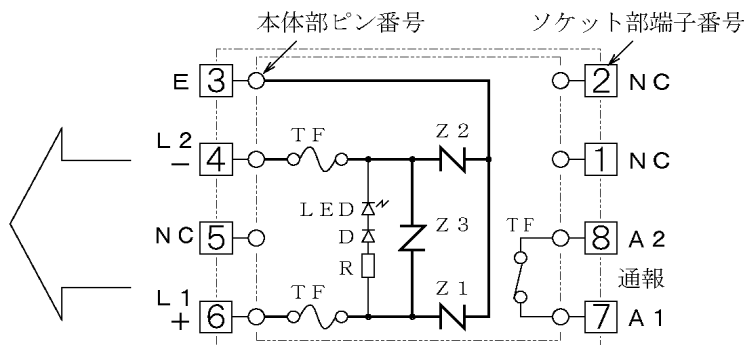 本体部ピン番号
ソケット部端子番号
E 3
2 NC
L2
− 4
TF
Z2
1 NC
NC 5
LED
D
R
Z3
TF
8 A2
通報
L1
+ 6
TF
Z1
7 A1